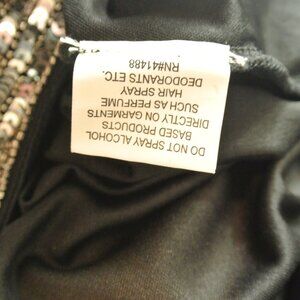 DO NOT SPRAY ALCOHOL
BASED PRODUCTS
DIRECTLY ON GARMENTS
SUCH AS PERFUME
HAIR SPRAY
DEODORANTS ETC.
RN#41488